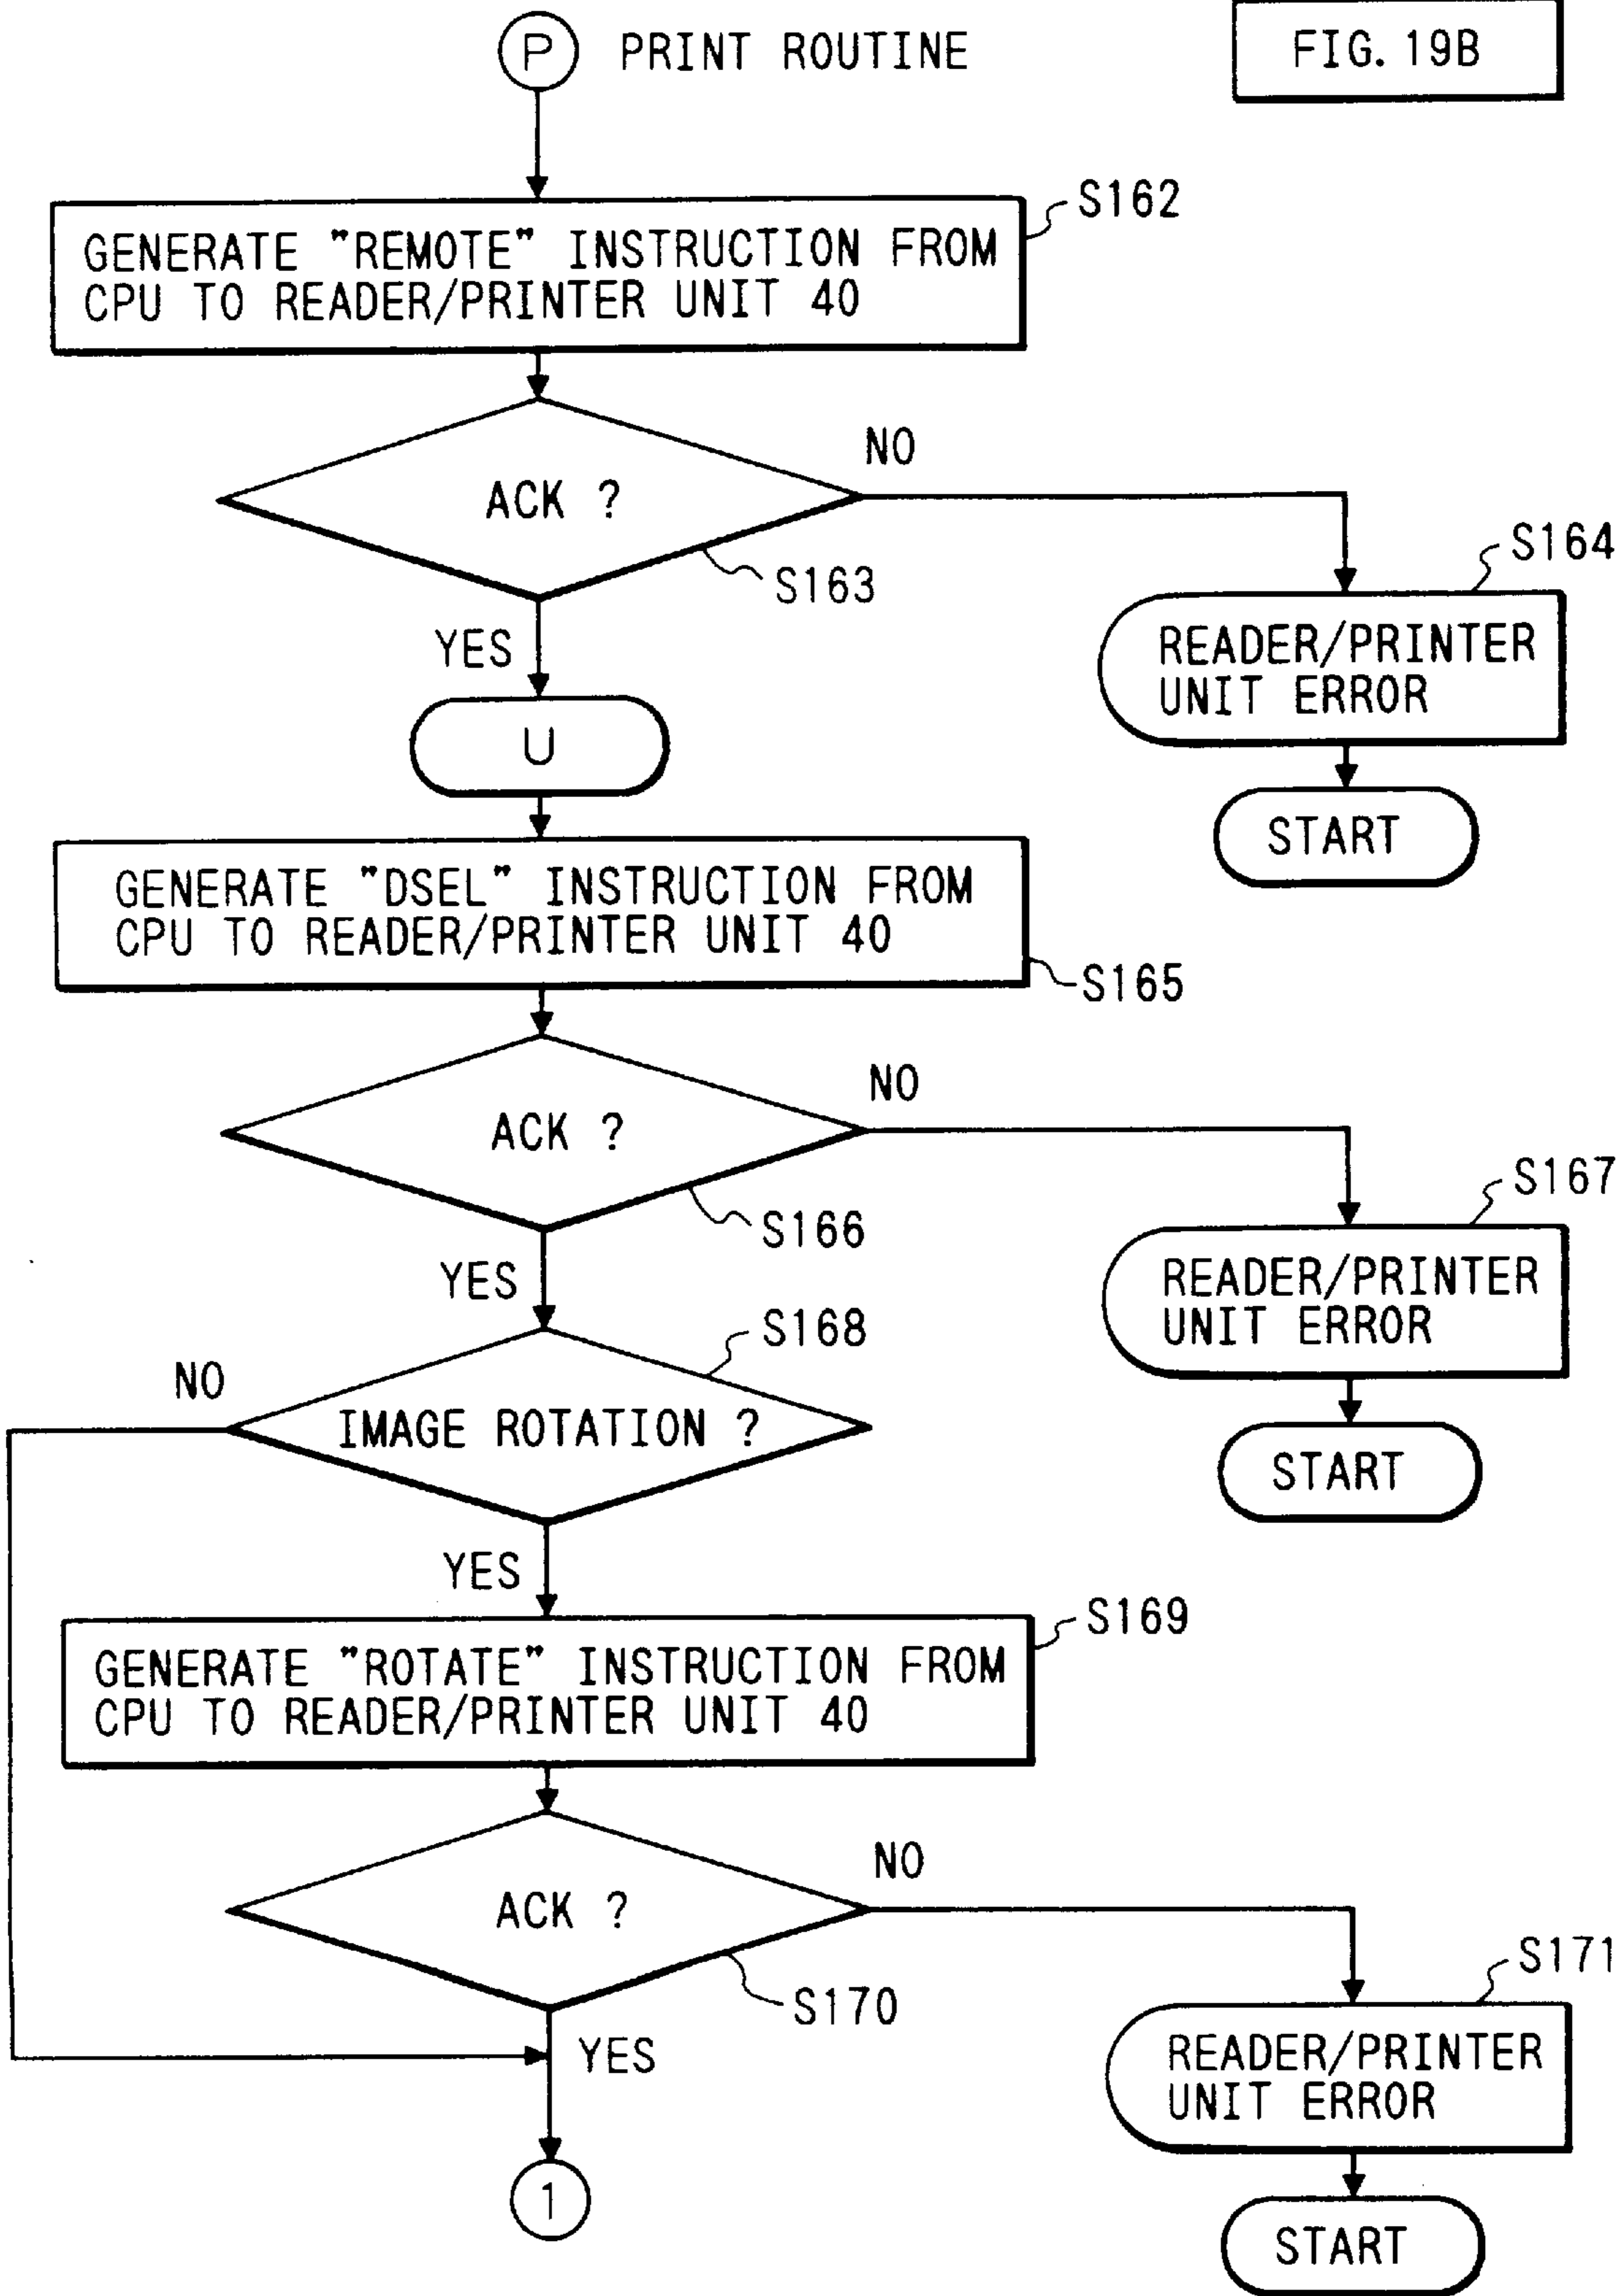 P PRINT ROUTINE
FIG. 19B
S162
GENERATE "REMOTE" INSTRUCTION FROM
CPU TO READER/PRINTER UNIT 40
NO
ACK ?
S163
S164
YES
READER/PRINTER
UNIT ERROR
U
START
GENERATE "DSEL" INSTRUCTION FROM
CPU TO READER/PRINTER UNIT 40
S165
NO
ACK ?
S166
S167
YES
READER/PRINTER
UNIT ERROR
S168
NO
IMAGE ROTATION ?
START
YES
S169
GENERATE "ROTATE" INSTRUCTION FROM
CPU TO READER/PRINTER UNIT 40
NO
ACK ?
S170
S171
YES
READER/PRINTER
UNIT ERROR
1
START